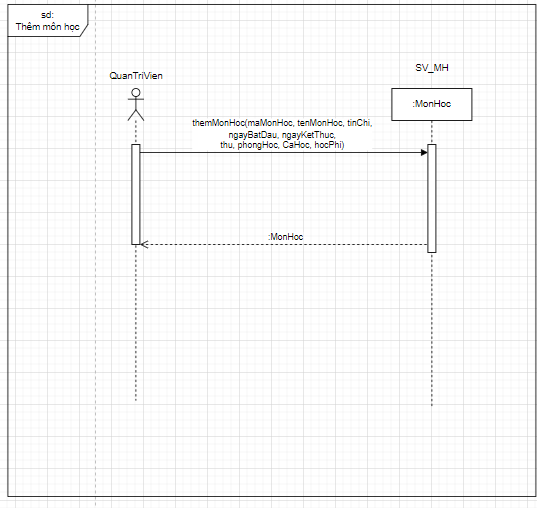 sd:
Thêm môn học
SV_MH
QuanTriVien
:MonHoc
themMonHoc(maMonHoc, tenMonHoc, tinChi,
ngayBatDau, ngayKetThuc,
thu, phongHoc, CaHoc, hocPhi)
:MonHoc